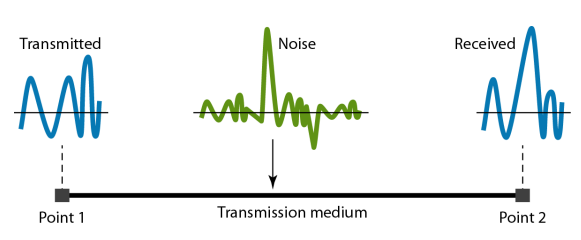 Transmitted
Noise
Received
Point 1
Transmission medium
Point 2